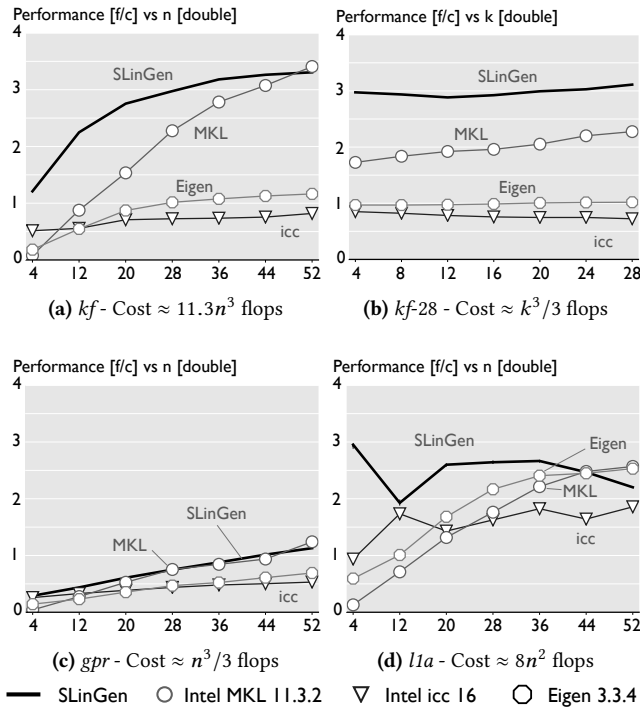 Performance [f/c] vs n [double]
4
3
2
1
0
SLinGen
MKL
Eigen
icc
4 12 20 28 36 44 52
(a) kf - Cost ≈ 11.3n³ flops
Performance [f/c] vs k [double]
4
3
2
1
0
SLinGen
MKL
Eigen
icc
4 8 12 16 20 24 28
(b) kf-28 - Cost ≈ k³/3 flops
Performance [f/c] vs n [double]
4
3
2
1
0
SLinGen
MKL
icc
4 12 20 28 36 44 52
(c) gpr - Cost ≈ n³/3 flops
Performance [f/c] vs n [double]
4
3
2
1
0
SLinGen
Eigen
MKL
icc
4 12 20 28 36 44 52
(d) l1a - Cost ≈ 8n² flops
SLinGen Intel MKL 11.3.2 Intel icc 16 Eigen 3.3.4